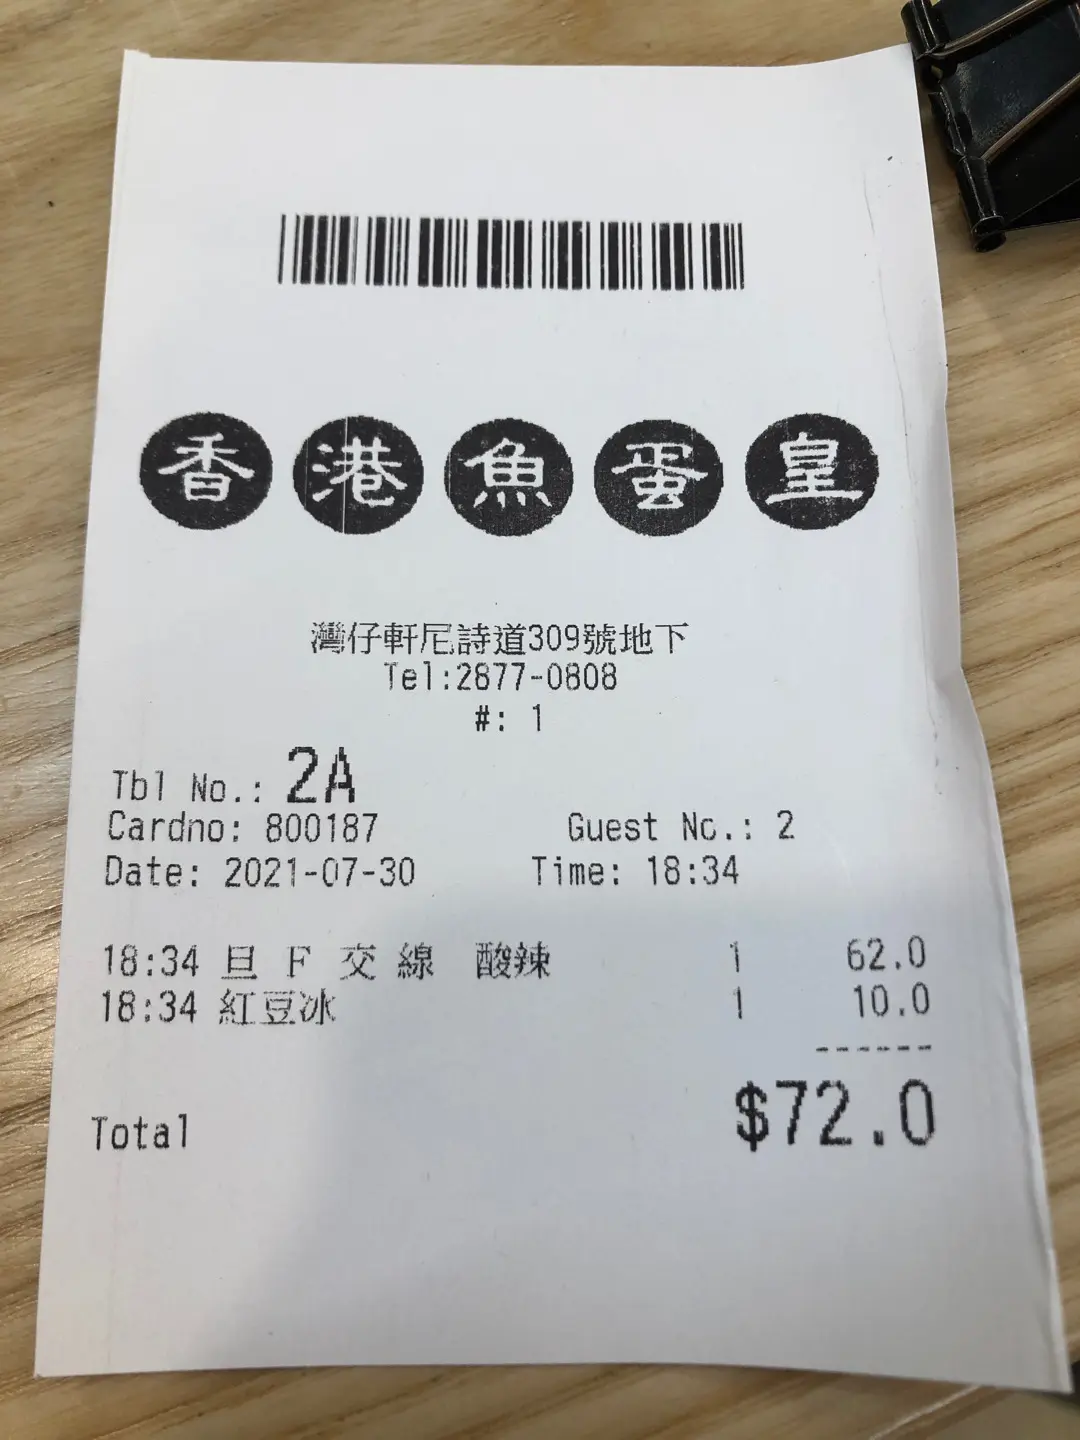 香港魚蛋皇
灣仔軒尼詩道309號地下
Tel:2877-0808
#: 1
Tbl No.: 2A
Cardno: 800187 Guest No.: 2
Date: 2021-07-30 Time: 18:34
18:34 旦 F 交 線 酸辣 1 62.0
18:34 紅豆冰 1 10.0
------
Total $72.0